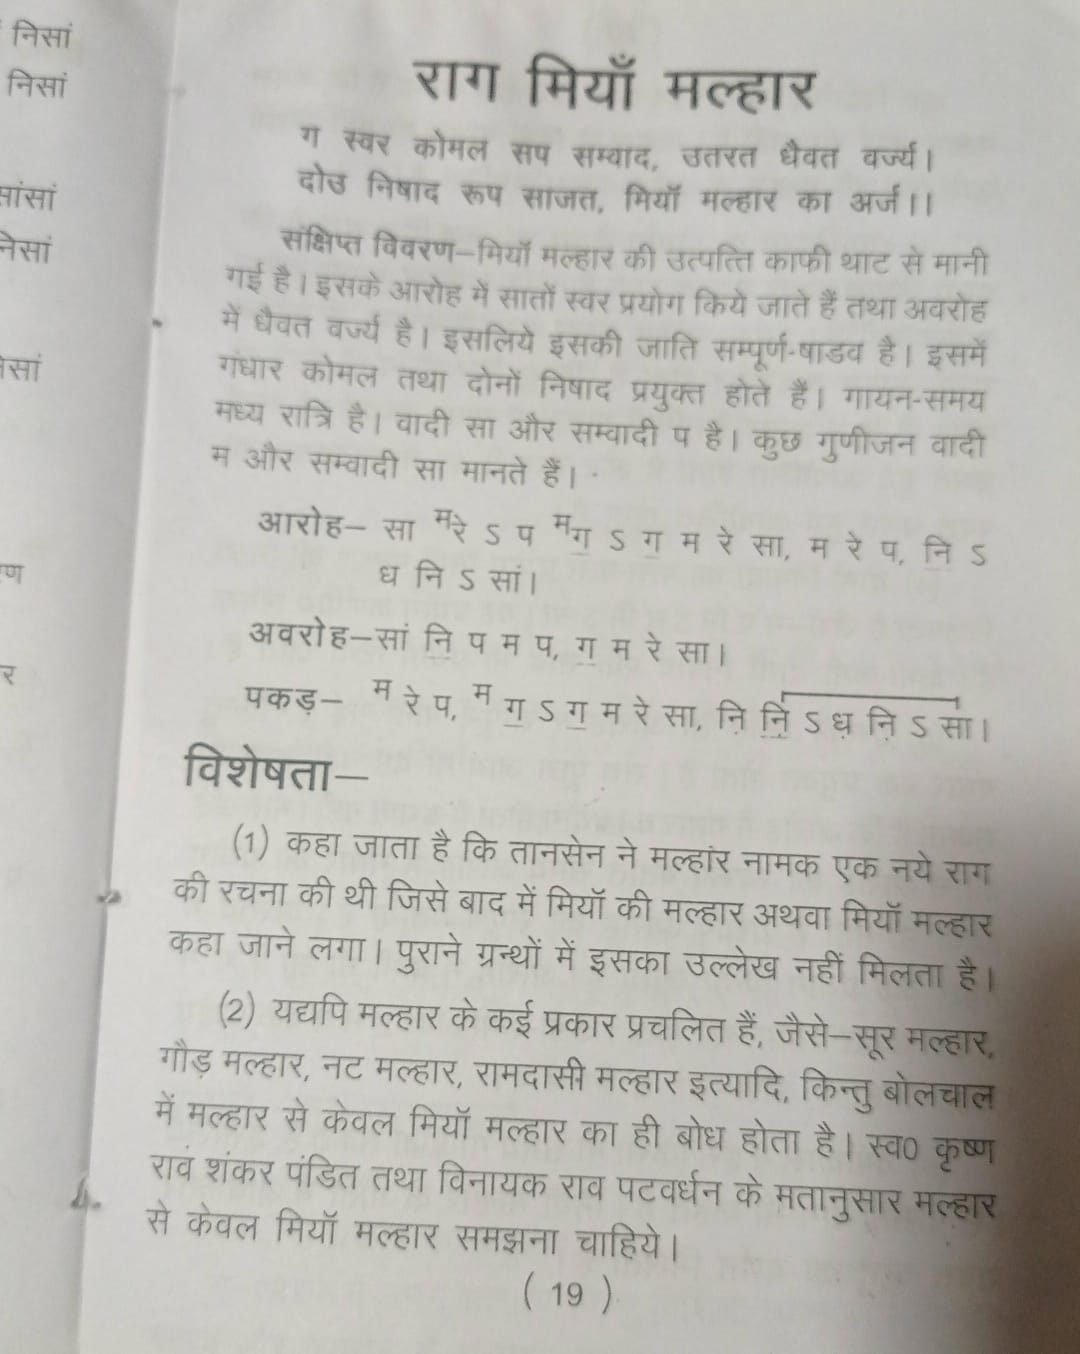 निसां
निसां
सांसां
निसां
राग मियाँ मल्हार
ग स्वर कोमल सप सम्वाद, उतरत धैवत वर्ज्य।
दोउ निषाद रूप साजत, मियाँ मल्हार का अर्ज।।
संक्षिप्त विवरण–मियाँ मल्हार की उत्पत्ति काफी थाट से मानी
गई है। इसके आरोह में सातों स्वर प्रयोग किये जाते हैं तथा अवरोह
में धैवत वर्ज्य है। इसलिये इसकी जाति सम्पूर्ण-षाडव है। इसमें
गंधार कोमल तथा दोनों निषाद प्रयुक्त होते हैं। गायन-समय
मध्य रात्रि है। वादी सा और सम्वादी प है। कुछ गुणीजन वादी
म और सम्वादी सा मानते हैं।
आरोह– सा मरे ऽ प मग॒ ऽ ग॒ म रे सा, म रे प, नि॒ ऽ
ध नि ऽ सां।
अवरोह–सां नि॒ प म प, ग॒ म रे सा।
पकड़– म रे प, म ग॒ ऽ ग॒ म रे सा, नि़ नि़॒ ऽ ध़ नि़ ऽ सा।
विशेषता–
(1) कहा जाता है कि तानसेन ने मल्हार नामक एक नये राग
की रचना की थी जिसे बाद में मियाँ की मल्हार अथवा मियाँ मल्हार
कहा जाने लगा। पुराने ग्रन्थों में इसका उल्लेख नहीं मिलता है।
(2) यद्यपि मल्हार के कई प्रकार प्रचलित हैं, जैसे–सूर मल्हार,
गौड़ मल्हार, नट मल्हार, रामदासी मल्हार इत्यादि, किन्तु बोलचाल
में मल्हार से केवल मियाँ मल्हार का ही बोध होता है। स्व० कृष्ण
राव शंकर पंडित तथा विनायक राव पटवर्धन के मतानुसार मल्हार
से केवल मियाँ मल्हार समझना चाहिये।
( 19 )